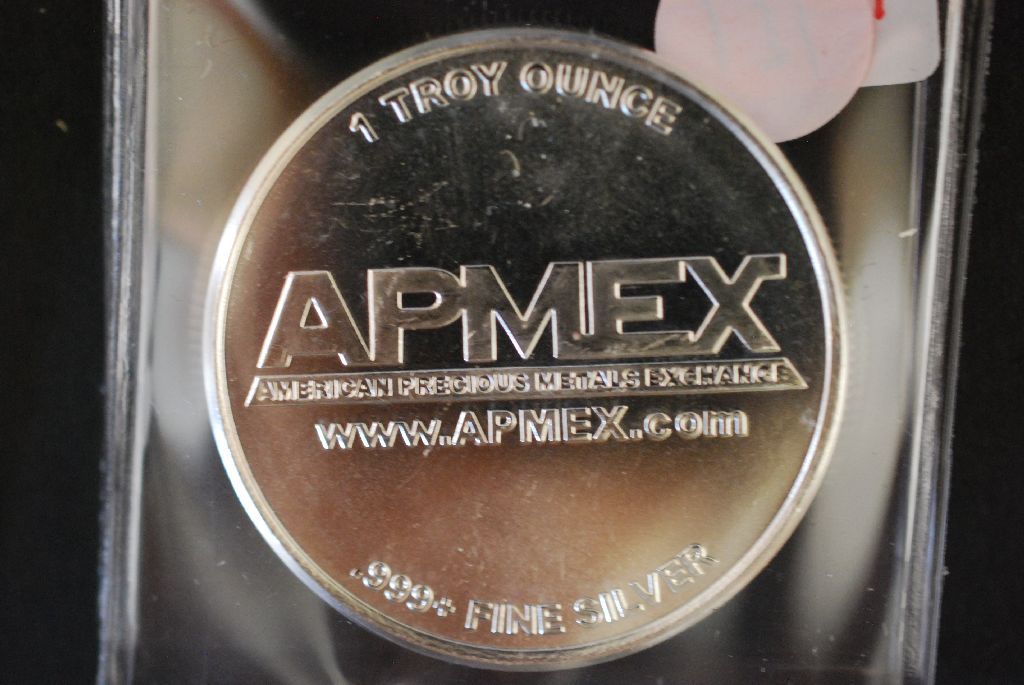 1 TROY OUNCE
APMEX
AMERICAN PRECIOUS METALS EXCHANGE
www.APMEX.com
.999+ FINE SILVER